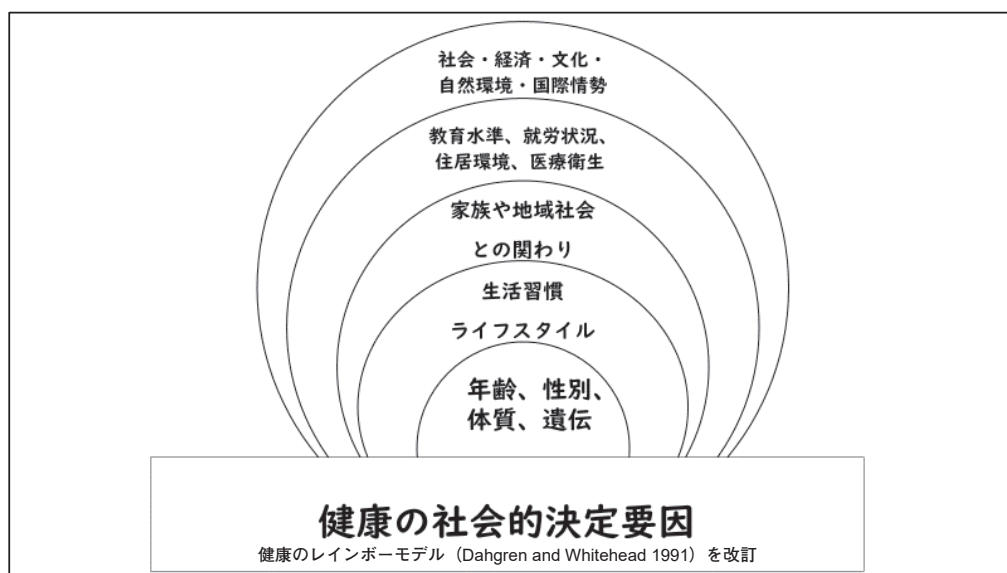 社会・経済・文化・
自然環境・国際情勢
教育水準、就労状況、
住居環境、医療衛生
家族や地域社会
との関わり
生活習慣
ライフスタイル
年齢、性別、
体質、遺伝
健康の社会的決定要因
健康のレインボーモデル（Dahgren and Whitehead 1991）を改訂